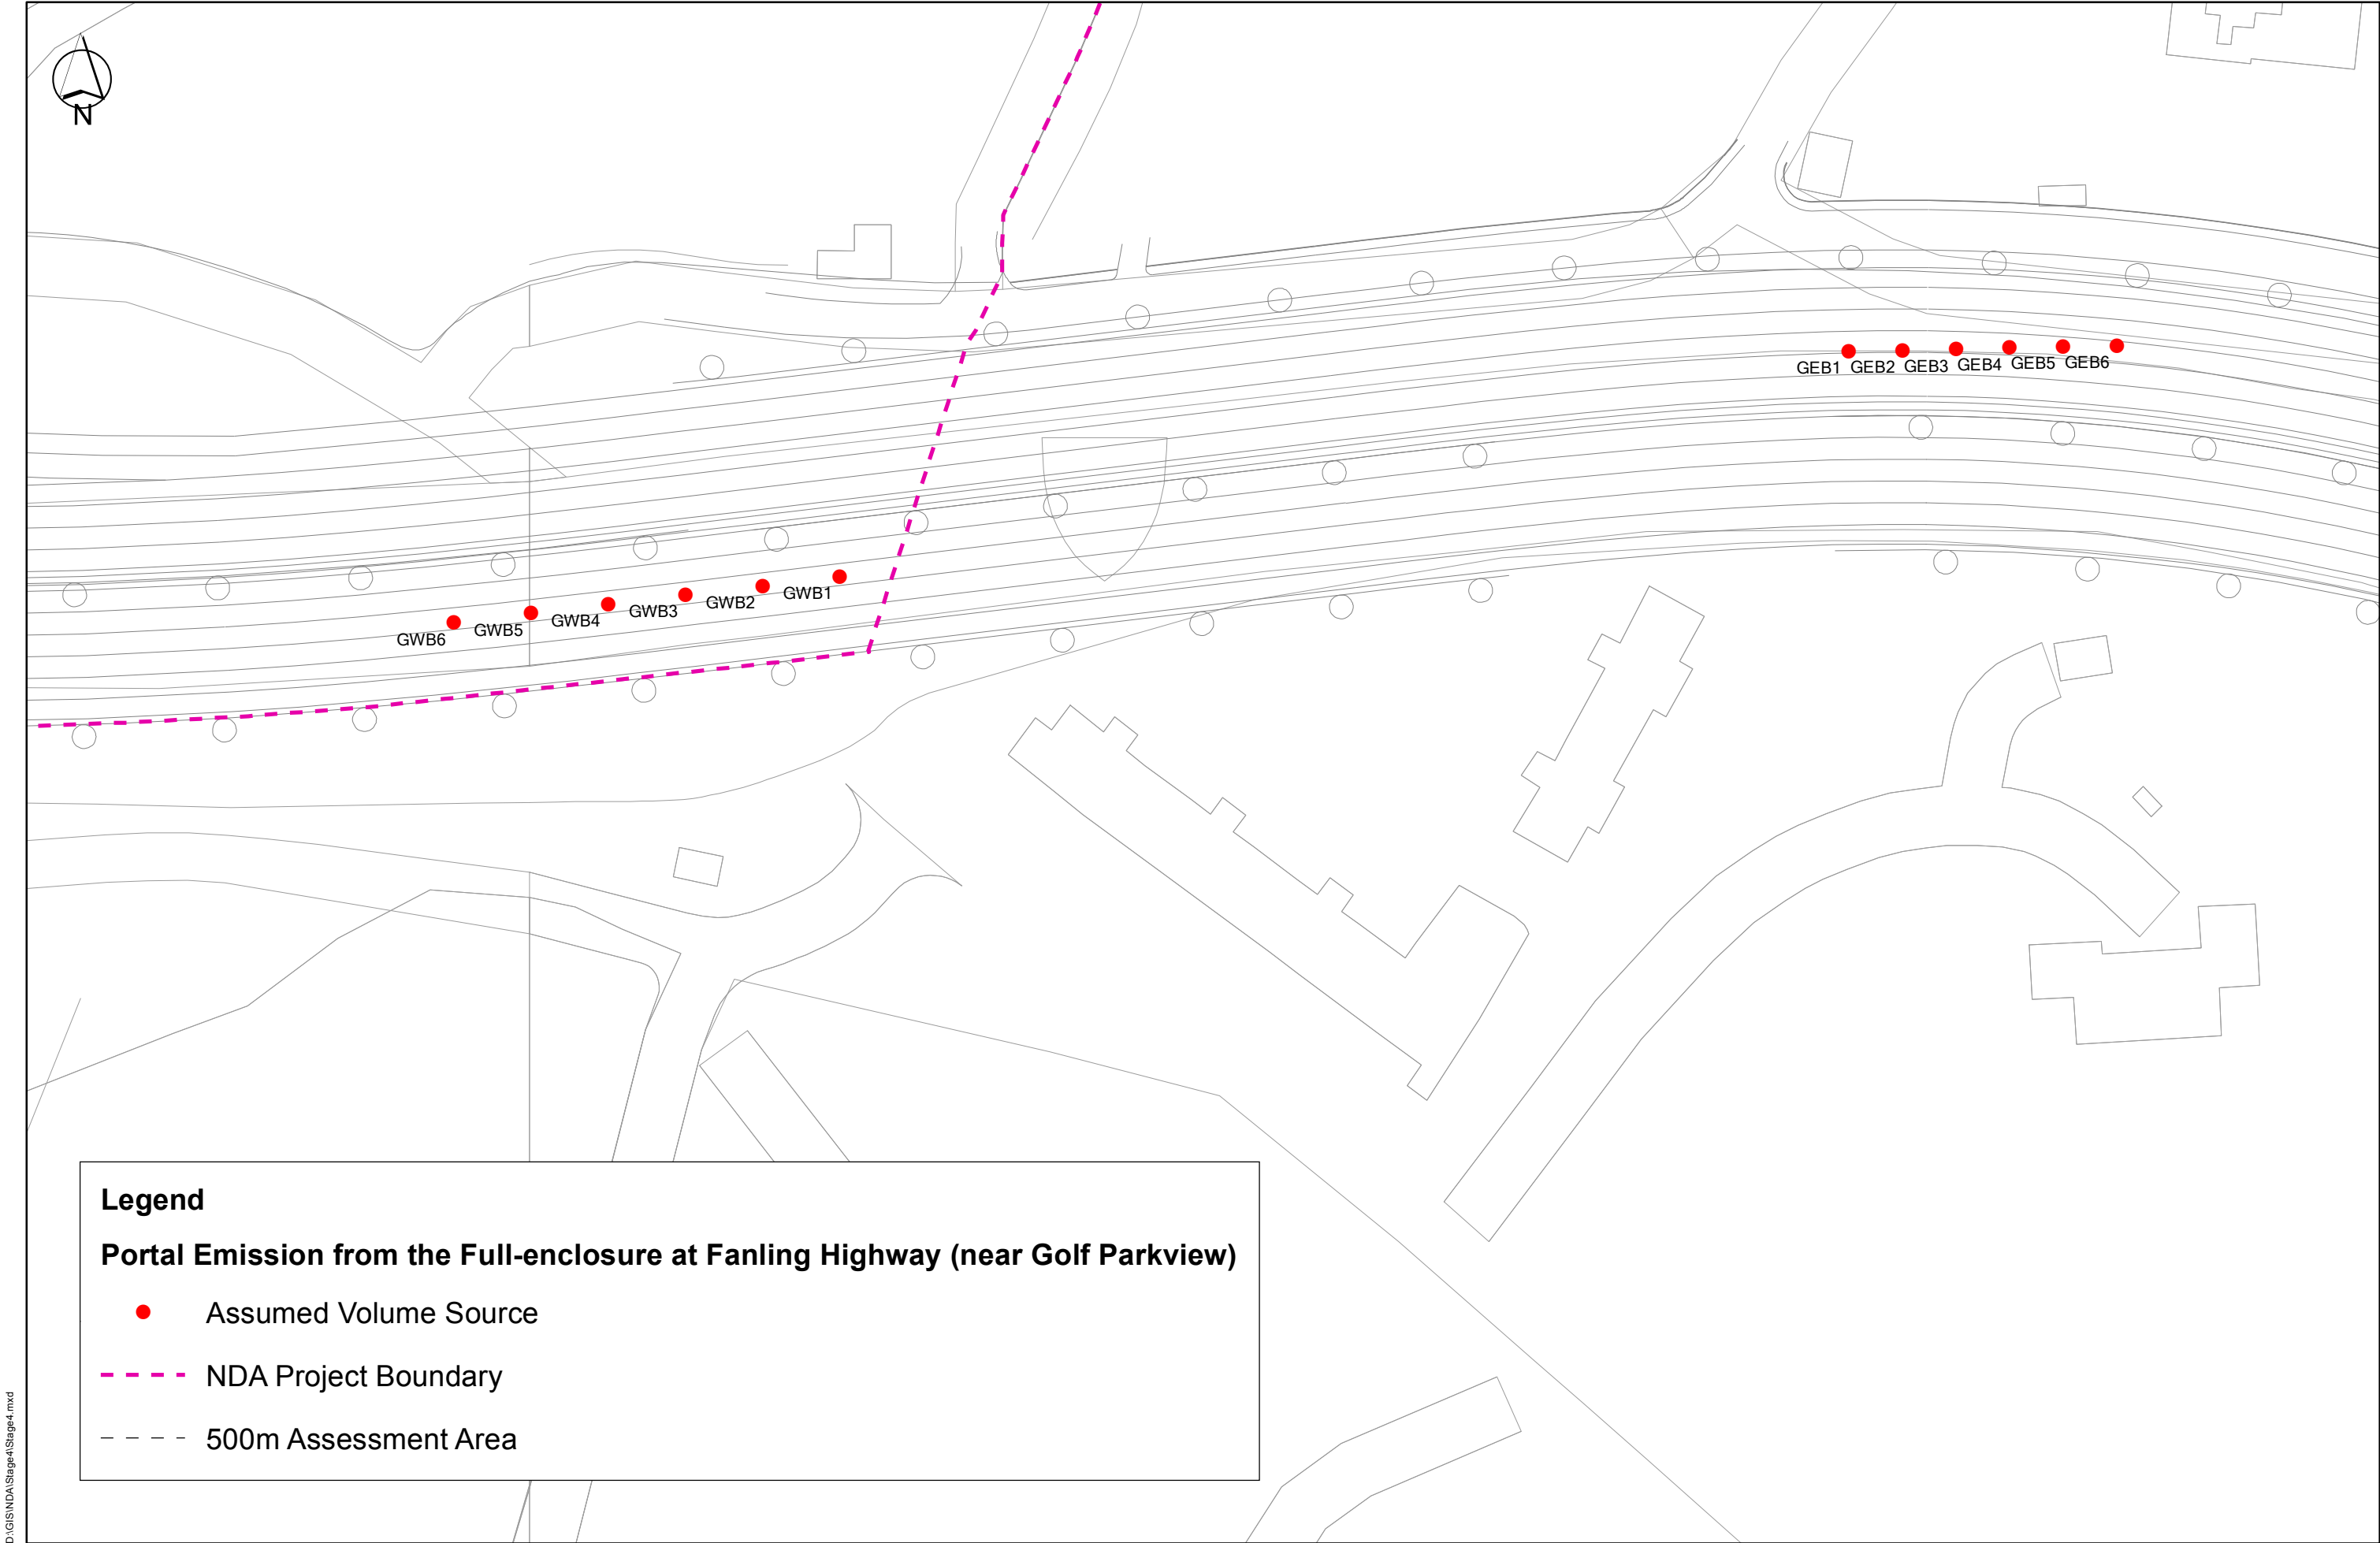 N
GEB1 GEB2 GEB3 GEB4 GEB5 GEB6
GWB6 GWB5 GWB4 GWB3 GWB2 GWB1
Legend
Portal Emission from the Full-enclosure at Fanling Highway (near Golf Parkview)
Assumed Volume Source
NDA Project Boundary
500m Assessment Area
D:\GIS\NDA\Stage4\Stage4.mxd